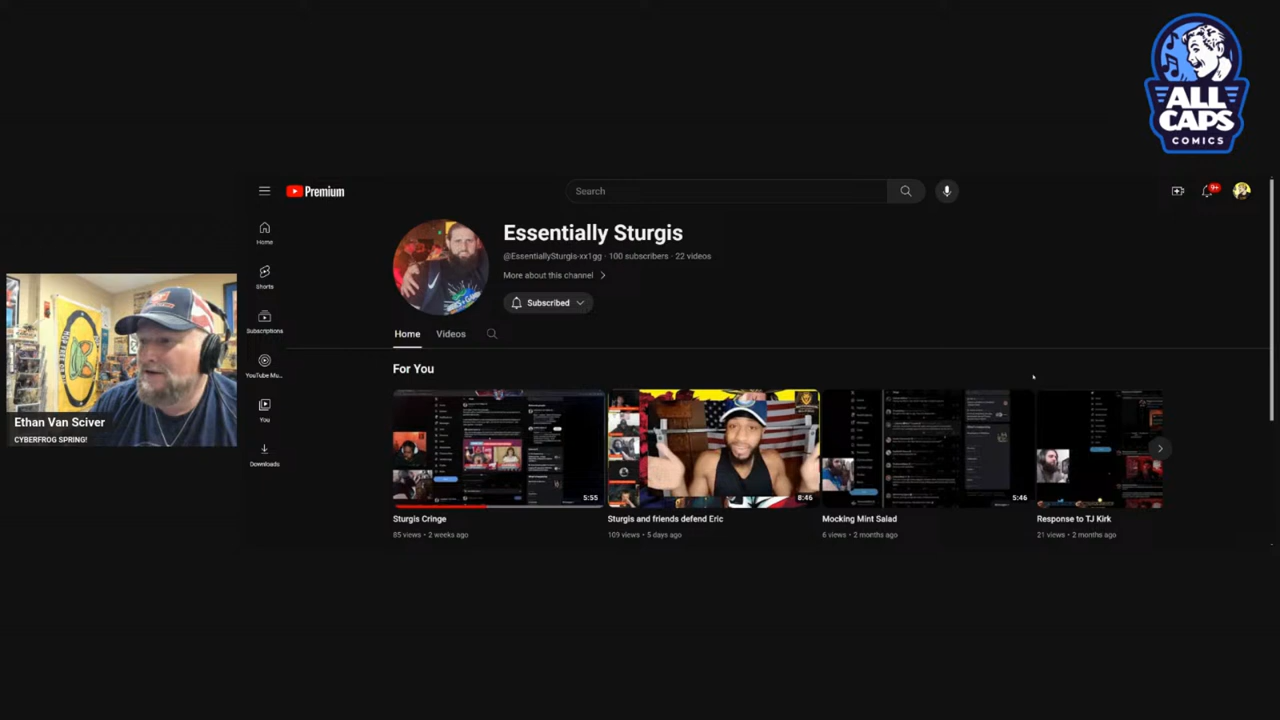 ALL
CAPS
COMICS
Premium
Search
9+
Essentially Sturgis
@EssentiallySturgis-xx1gg · 100 subscribers · 22 videos
More about this channel
Subscribed
Home
Shorts
Subscriptions
YouTube Mu...
You
Downloads
Home
Videos
For You
Ethan Van Sciver
CYBERFROG SPRING!
5:55
8:46
5:46
Sturgis Cringe
85 views · 2 weeks ago
Sturgis and friends defend Eric
109 views · 5 days ago
Mocking Mint Salad
6 views · 2 months ago
Response to TJ Kirk
21 views · 2 months ago